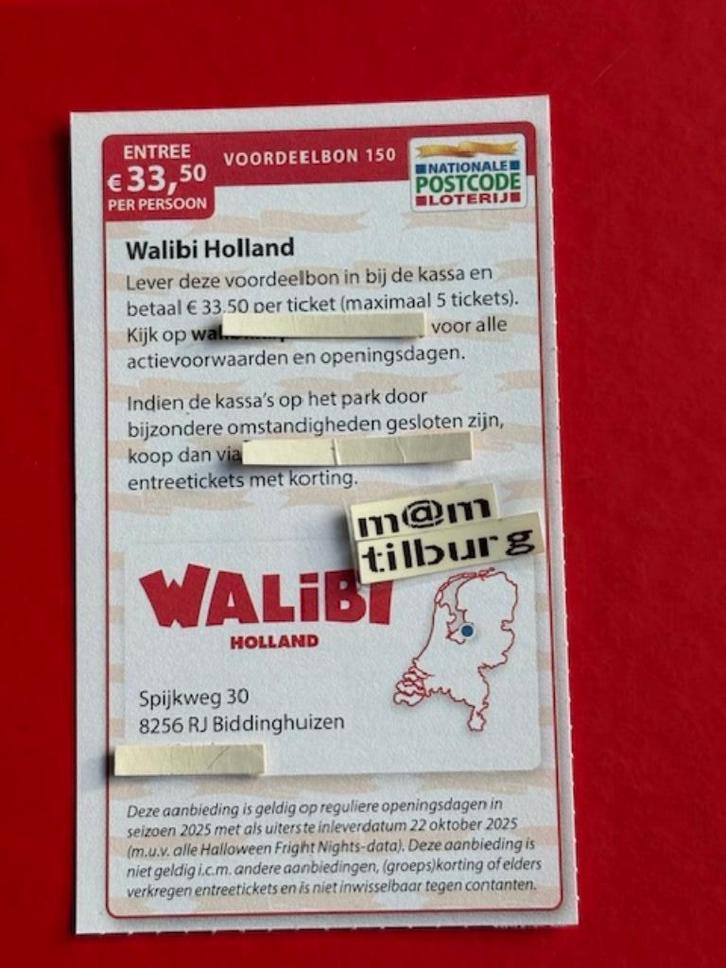 ENTREE
€ 33,50
PER PERSOON
VOORDEELBON 150
NATIONALE
POSTCODE
LOTERIJ
Walibi Holland
Lever deze voordeelbon in bij de kassa en
betaal € 33.50 per ticket (maximaal 5 tickets).
Kijk op voor alle
actievoorwaarden en openingsdagen.
Indien de kassa's op het park door
bijzondere omstandigheden gesloten zijn,
koop dan via
entreetickets met korting.
m@m
tilburg
WALiBI
HOLLAND
Spijkweg 30
8256 RJ Biddinghuizen
Deze aanbieding is geldig op reguliere openingsdagen in
seizoen 2025 met als uiterste inleverdatum 22 oktober 2025
(m.u.v. alle Halloween Fright Nights-data). Deze aanbieding is
niet geldig i.c.m. andere aanbiedingen, (groeps)korting of elders
verkregen entreetickets en is niet inwisselbaar tegen contanten.